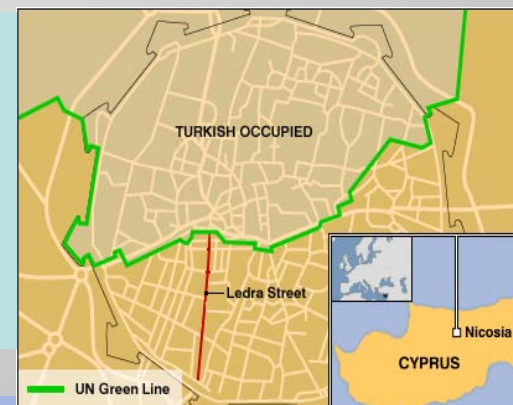 TURKISH OCCUPIED
Ledra Street
Nicosia
CYPRUS
UN Green Line